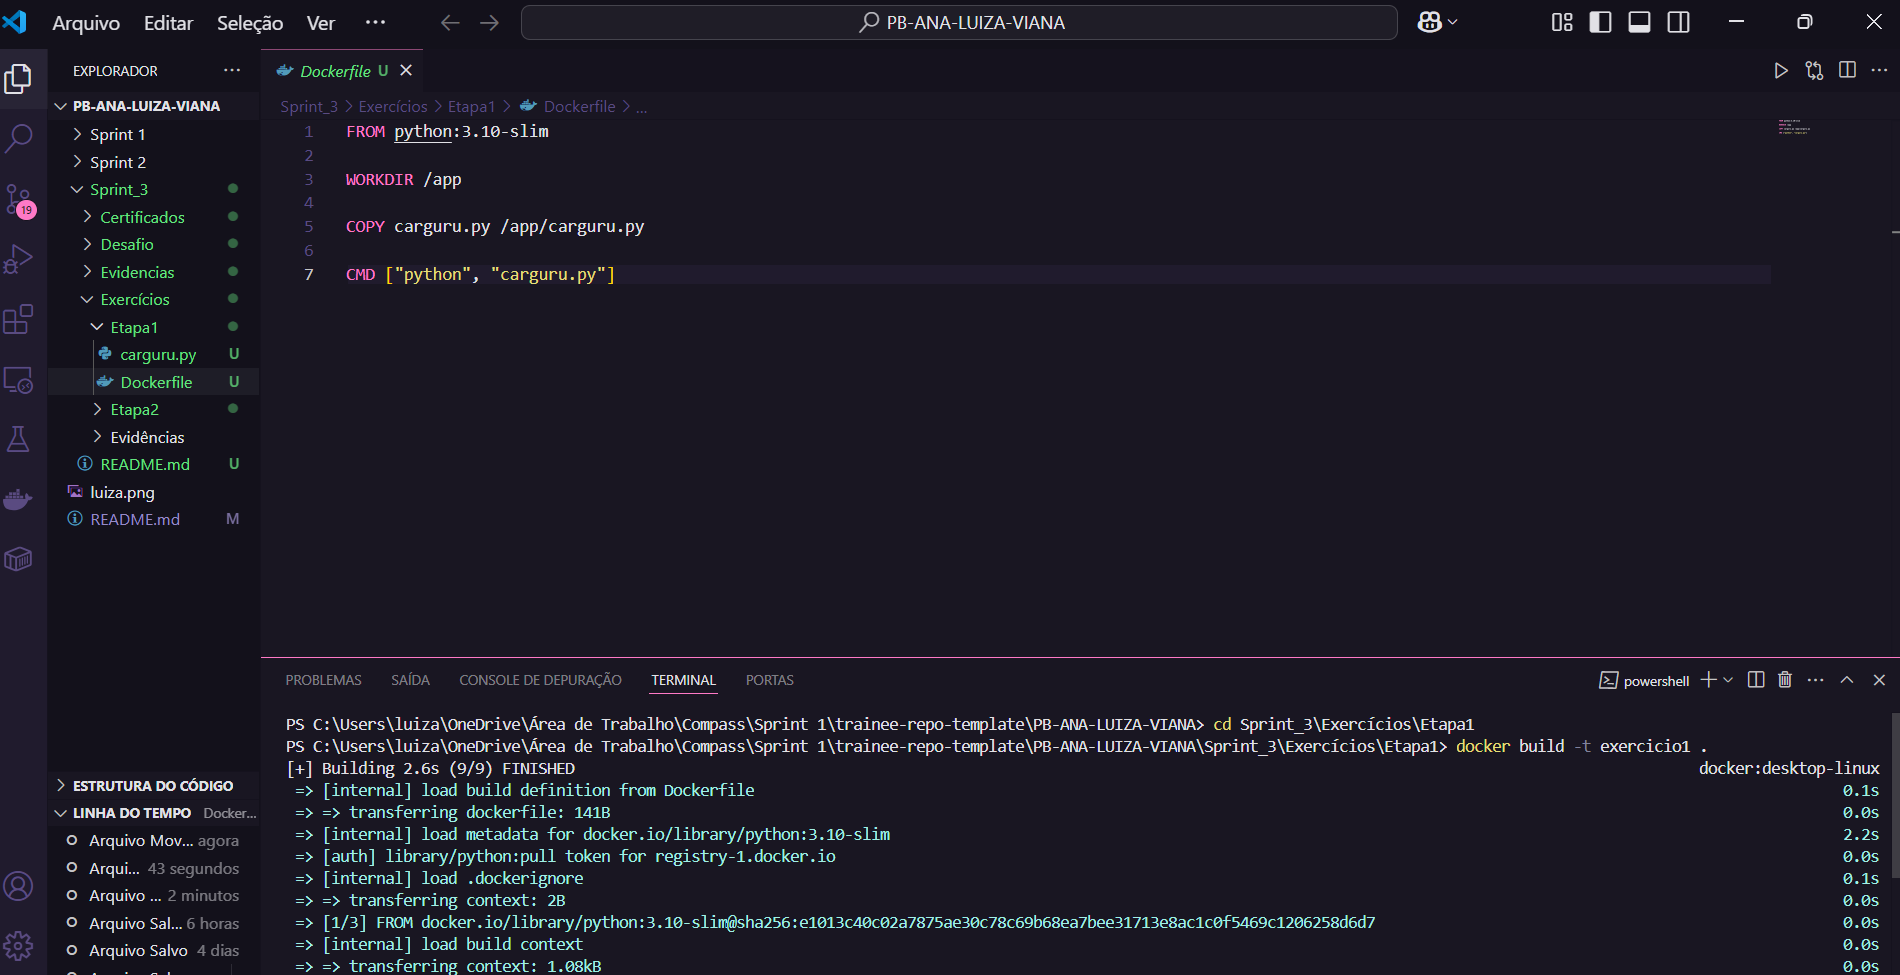 Arquivo Editar Seleção Ver ···
PB-ANA-LUIZA-VIANA
EXPLORADOR ···
PB-ANA-LUIZA-VIANA
Sprint 1
Sprint 2
Sprint_3
Certificados
Desafio
Evidencias
Exercícios
Etapa1
carguru.py U
Dockerfile U
Etapa2
Evidências
README.md U
luiza.png
README.md M
19
ESTRUTURA DO CÓDIGO
LINHA DO TEMPO Docker...
Arquivo Mov... agora
Arqui... 43 segundos
Arquivo ... 2 minutos
Arquivo Sal... 6 horas
Arquivo Salvo 4 dias
Dockerfile U
Sprint_3 > Exercícios > Etapa1 > Dockerfile > ...
1 FROM python:3.10-slim
2
3 WORKDIR /app
4
5 COPY carguru.py /app/carguru.py
6
7 CMD ["python", "carguru.py"]
PROBLEMAS SAÍDA CONSOLE DE DEPURAÇÃO TERMINAL PORTAS
powershell
PS C:\Users\luiza\OneDrive\Área de Trabalho\Compass\Sprint 1\trainee-repo-template\PB-ANA-LUIZA-VIANA> cd Sprint_3\Exercícios\Etapa1
PS C:\Users\luiza\OneDrive\Área de Trabalho\Compass\Sprint 1\trainee-repo-template\PB-ANA-LUIZA-VIANA\Sprint_3\Exercícios\Etapa1> docker build -t exercicio1 .
[+] Building 2.6s (9/9) FINISHED docker:desktop-linux
=> [internal] load build definition from Dockerfile 0.1s
=> => transferring dockerfile: 141B 0.0s
=> [internal] load metadata for docker.io/library/python:3.10-slim 2.2s
=> [auth] library/python:pull token for registry-1.docker.io 0.0s
=> [internal] load .dockerignore 0.1s
=> => transferring context: 2B 0.0s
=> [1/3] FROM docker.io/library/python:3.10-slim@sha256:e1013c40c02a7875ae30c78c69b68ea7bee31713e8ac1c0f5469c1206258d6d7 0.0s
=> [internal] load build context 0.0s
=> => transferring context: 1.08kB 0.0s